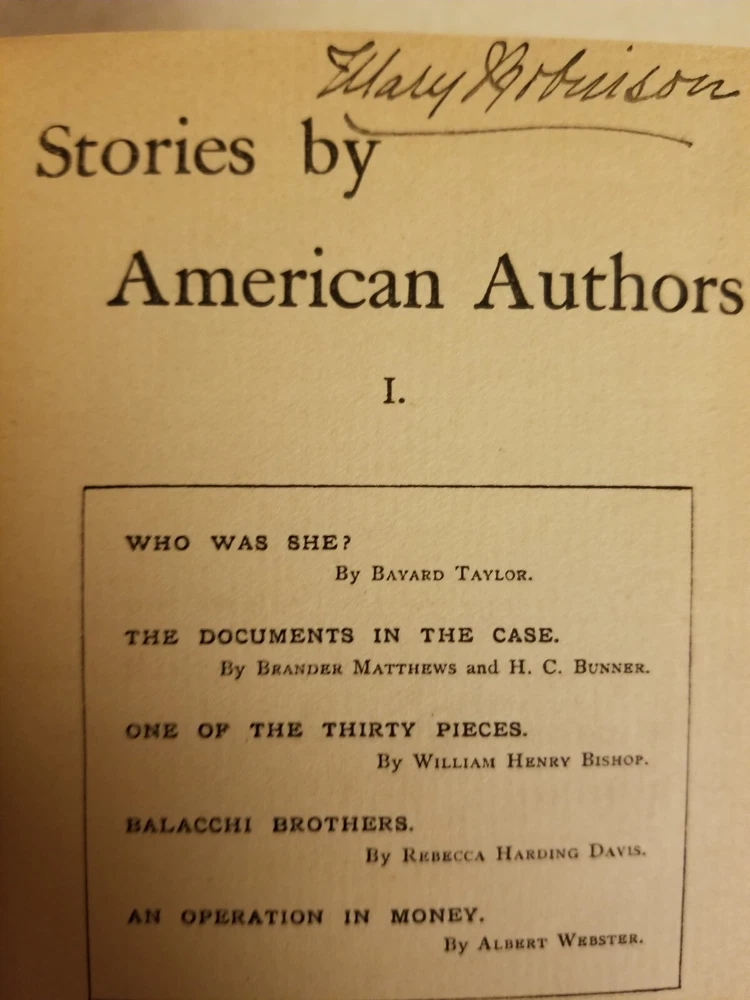 Mary Robinson
Stories by
American Authors
I.
WHO WAS SHE?
By BAYARD TAYLOR.
THE DOCUMENTS IN THE CASE.
By BRANDER MATTHEWS and H. C. BUNNER.
ONE OF THE THIRTY PIECES.
By WILLIAM HENRY BISHOP.
BALACCHI BROTHERS.
By REBECCA HARDING DAVIS.
AN OPERATION IN MONEY.
By ALBERT WEBSTER.